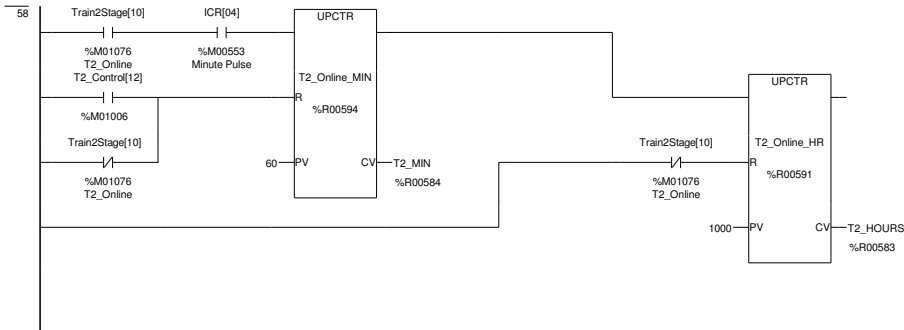 58
Train2Stage[10]
ICR[04]
UPCTR
%M01076
T2_Online
%M00553
Minute Pulse
T2_Control[12]
T2_Online_MIN
R
%R00594
%M01006
UPCTR
Train2Stage[10]
Train2Stage[10]
T2_Online_HR
60
PV
CV
T2_MIN
R
%R00584
%R00591
%M01076
T2_Online
%M01076
T2_Online
1000
PV
CV
T2_HOURS
%R00583